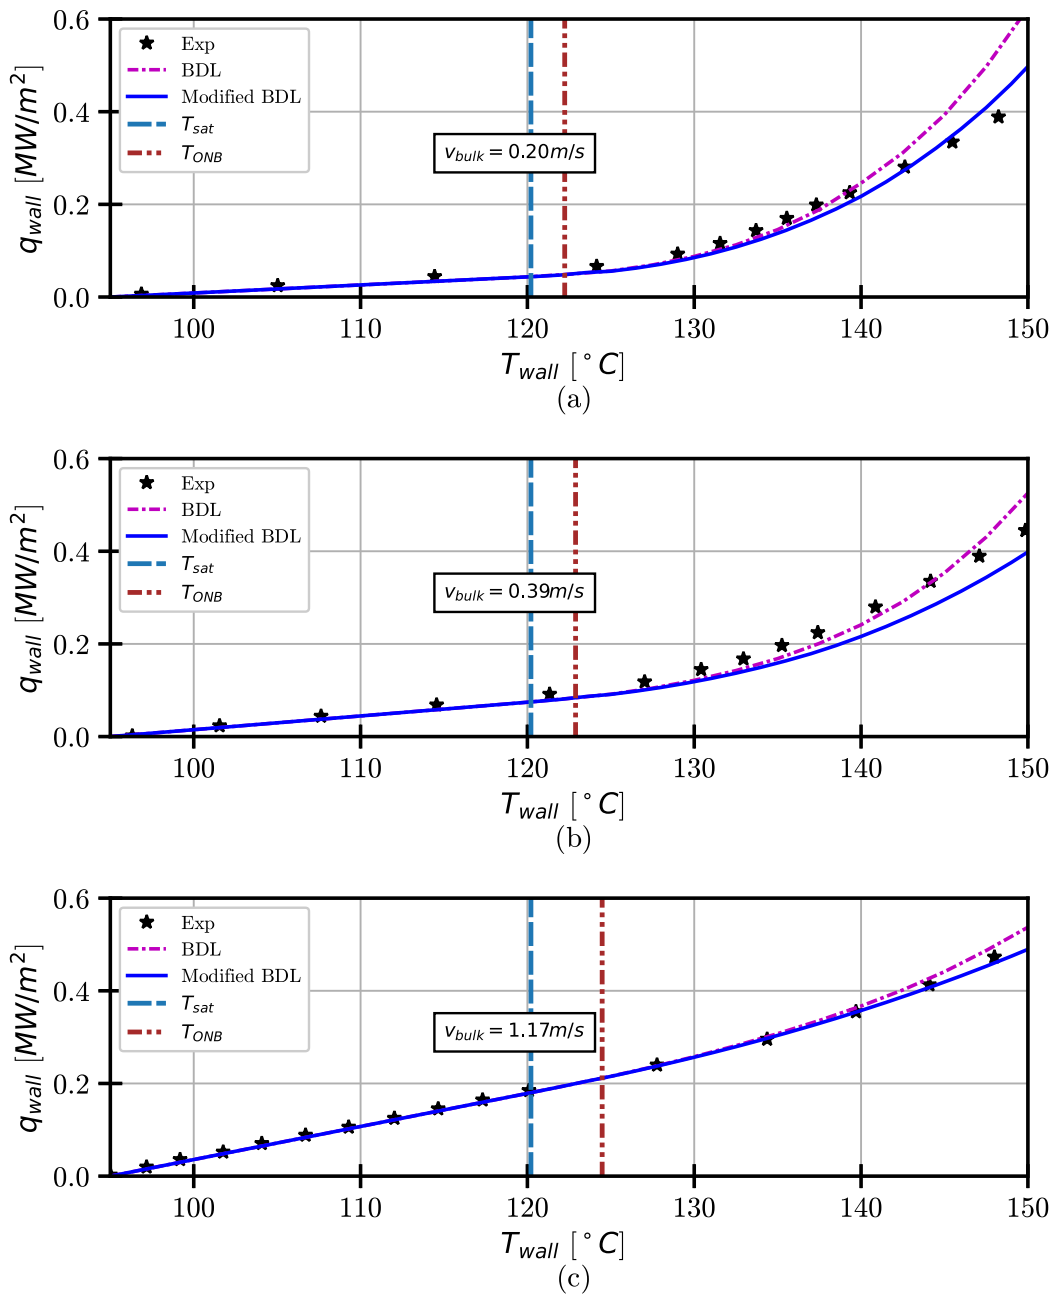 0.6
0.4
0.2
0.0
q_wall [MW/m²]
Exp
BDL
Modified BDL
T_sat
T_ONB
v_bulk = 0.20m/s
100 110 120 130 140 150
T_wall [°C]
(a)
0.6
0.4
0.2
0.0
q_wall [MW/m²]
Exp
BDL
Modified BDL
T_sat
T_ONB
v_bulk = 0.39m/s
100 110 120 130 140 150
T_wall [°C]
(b)
0.6
0.4
0.2
0.0
q_wall [MW/m²]
Exp
BDL
Modified BDL
T_sat
T_ONB
v_bulk = 1.17m/s
100 110 120 130 140 150
T_wall [°C]
(c)